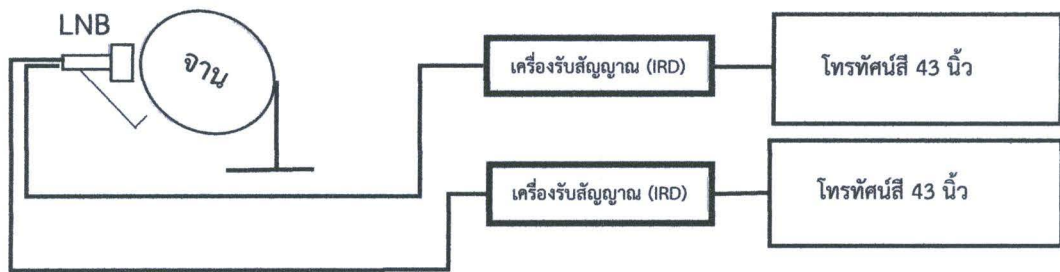 LNB
จาน
เครื่องรับสัญญาณ (IRD)
โทรทัศน์สี 43 นิ้ว
เครื่องรับสัญญาณ (IRD)
โทรทัศน์สี 43 นิ้ว